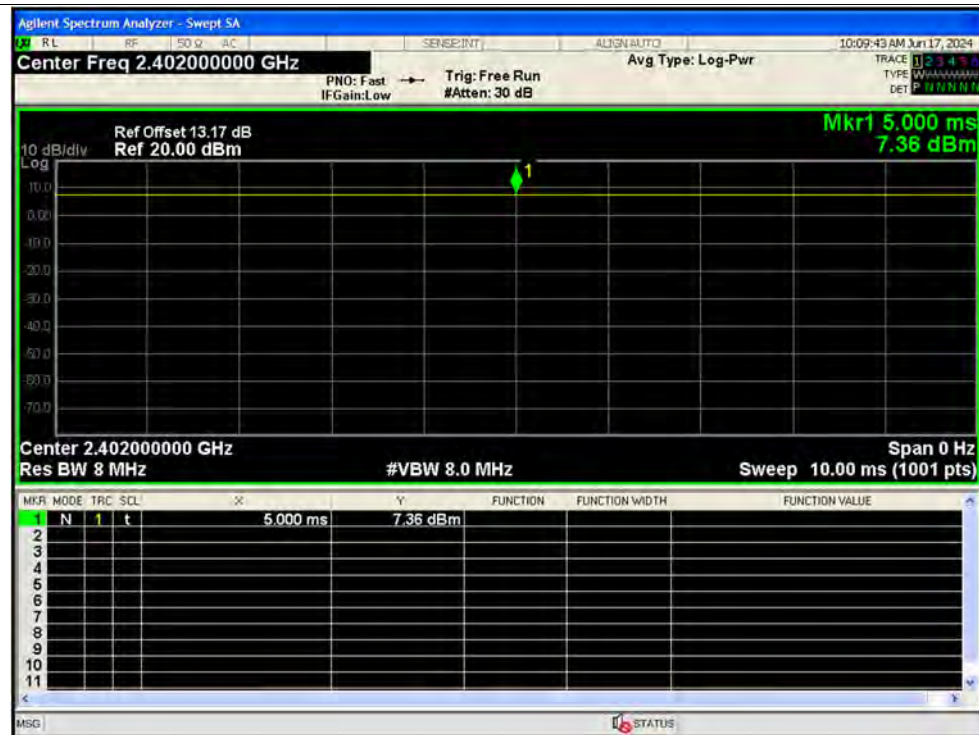 Agilent Spectrum Analyzer - Swept SA
RL RF 50 Ω AC SENSE:INT ALIGN AUTO 10:09:43 AM Jun 17, 2024
Center Freq 2.402000000 GHz
PNO: Fast
IFGain:Low
Trig: Free Run
#Atten: 30 dB
Avg Type: Log-Pwr
TRACE 1 2 3 4 5 6
TYPE W
DET P N N N N N
Mkr1 5.000 ms
7.36 dBm
Ref Offset 13.17 dB
10 dB/div Ref 20.00 dBm
Log
10.0
0.00
-10.0
-20.0
-30.0
-40.0
-50.0
-60.0
-70.0
1
Center 2.402000000 GHz Span 0 Hz
Res BW 8 MHz #VBW 8.0 MHz Sweep 10.00 ms (1001 pts)
MKR MODE TRC SCL X Y FUNCTION FUNCTION WIDTH FUNCTION VALUE
1 N 1 t 5.000 ms 7.36 dBm
2
3
4
5
6
7
8
9
10
11
MSG STATUS